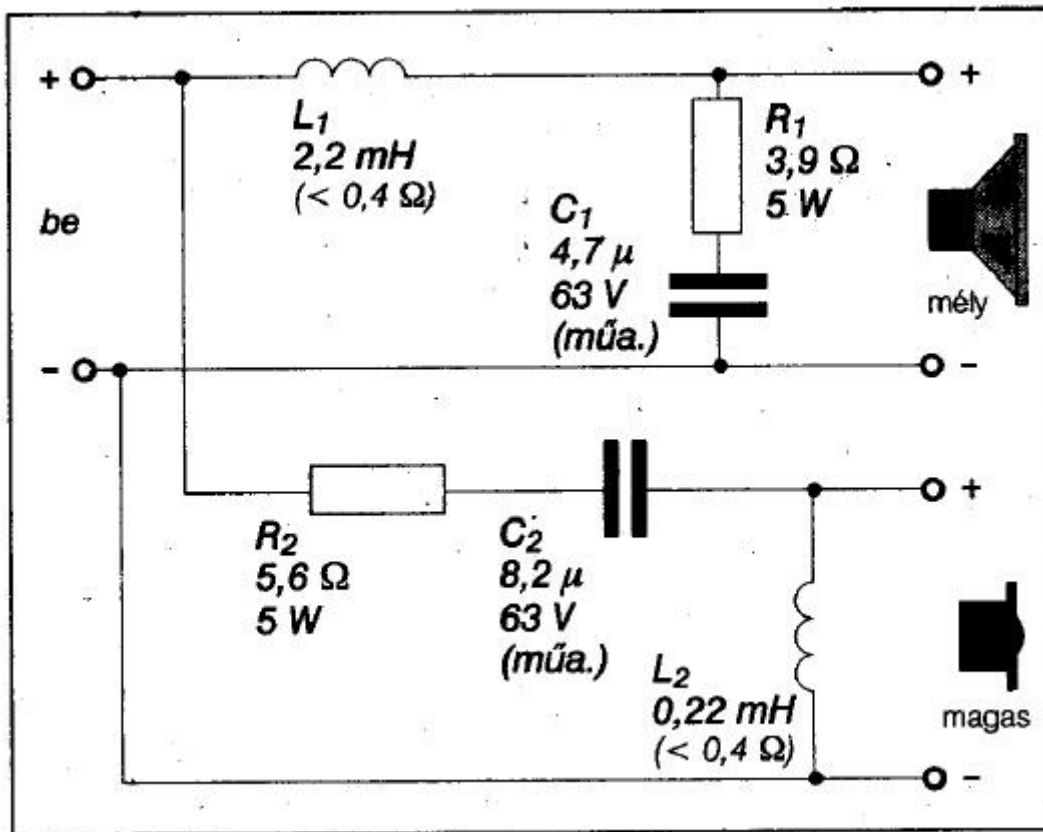 +
L1
2,2 mH
(< 0,4 Ω)
+
R1
3,9 Ω
5 W
be
C1
4,7 μ
63 V
(műa.)
mély
-
-
R2
5,6 Ω
5 W
C2
8,2 μ
63 V
(műa.)
+
L2
0,22 mH
(< 0,4 Ω)
magas
-